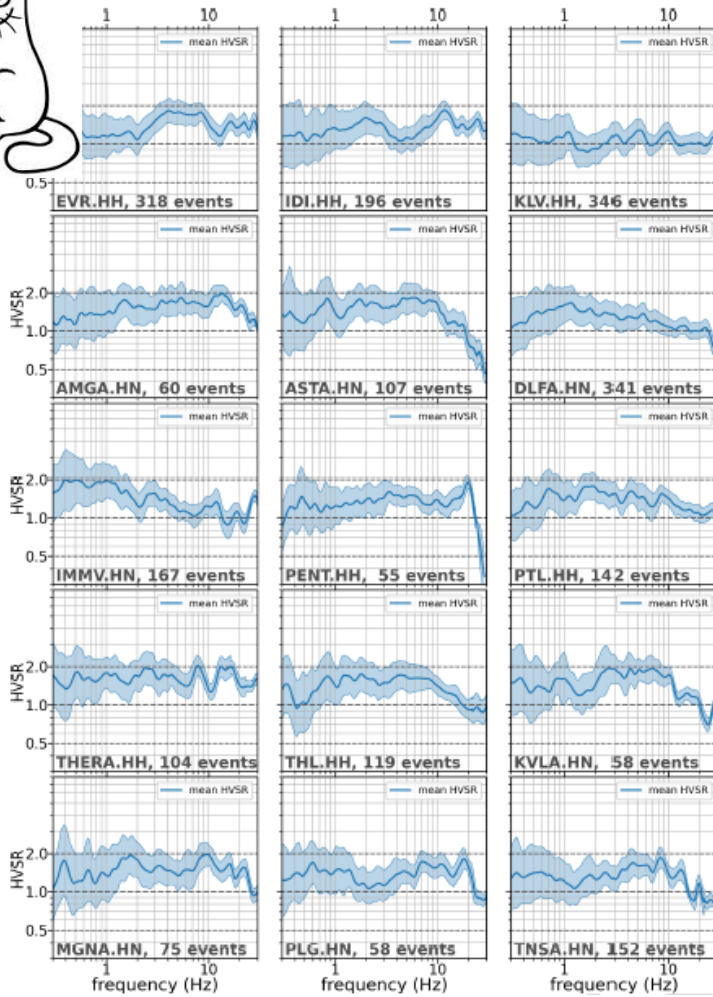 1 10 1 10 1 10
mean HVSR mean HVSR mean HVSR
0.5
EVR.HH, 318 events IDI.HH, 196 events KLV.HH, 346 events
mean HVSR mean HVSR mean HVSR
HVSR
2.0
1.0
0.5
AMGA.HN, 60 events ASTA.HN, 107 events DLFA.HN, 341 events
mean HVSR mean HVSR mean HVSR
HVSR
2.0
1.0
0.5
IMMV.HN, 167 events PENT.HH, 55 events PTL.HH, 142 events
mean HVSR mean HVSR mean HVSR
HVSR
2.0
1.0
0.5
THERA.HH, 104 events THL.HH, 119 events KVLA.HN, 58 events
mean HVSR mean HVSR mean HVSR
HVSR
2.0
1.0
0.5
MGNA.HN, 75 events PLG.HN, 58 events TNSA.HN, 152 events
1 10 1 10 1 10
frequency (Hz) frequency (Hz) frequency (Hz)